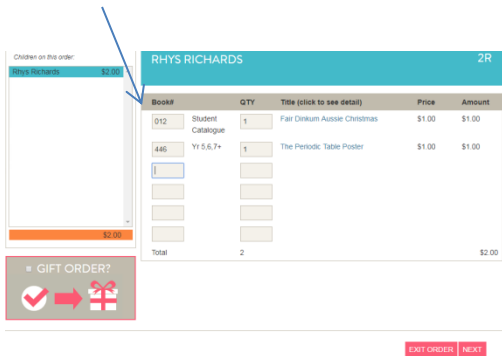 Children on this order:
Rhys Richards $2.00
$2.00
GIFT ORDER?
RHYS RICHARDS 2R
Book# QTY Title (click to see detail) Price Amount
012 Student Catalogue 1 Fair Dinkum Aussie Christmas $1.00 $1.00
446 Yr 5,6,7+ 1 The Periodic Table Poster $1.00 $1.00
Total 2 $2.00
EXIT ORDER NEXT